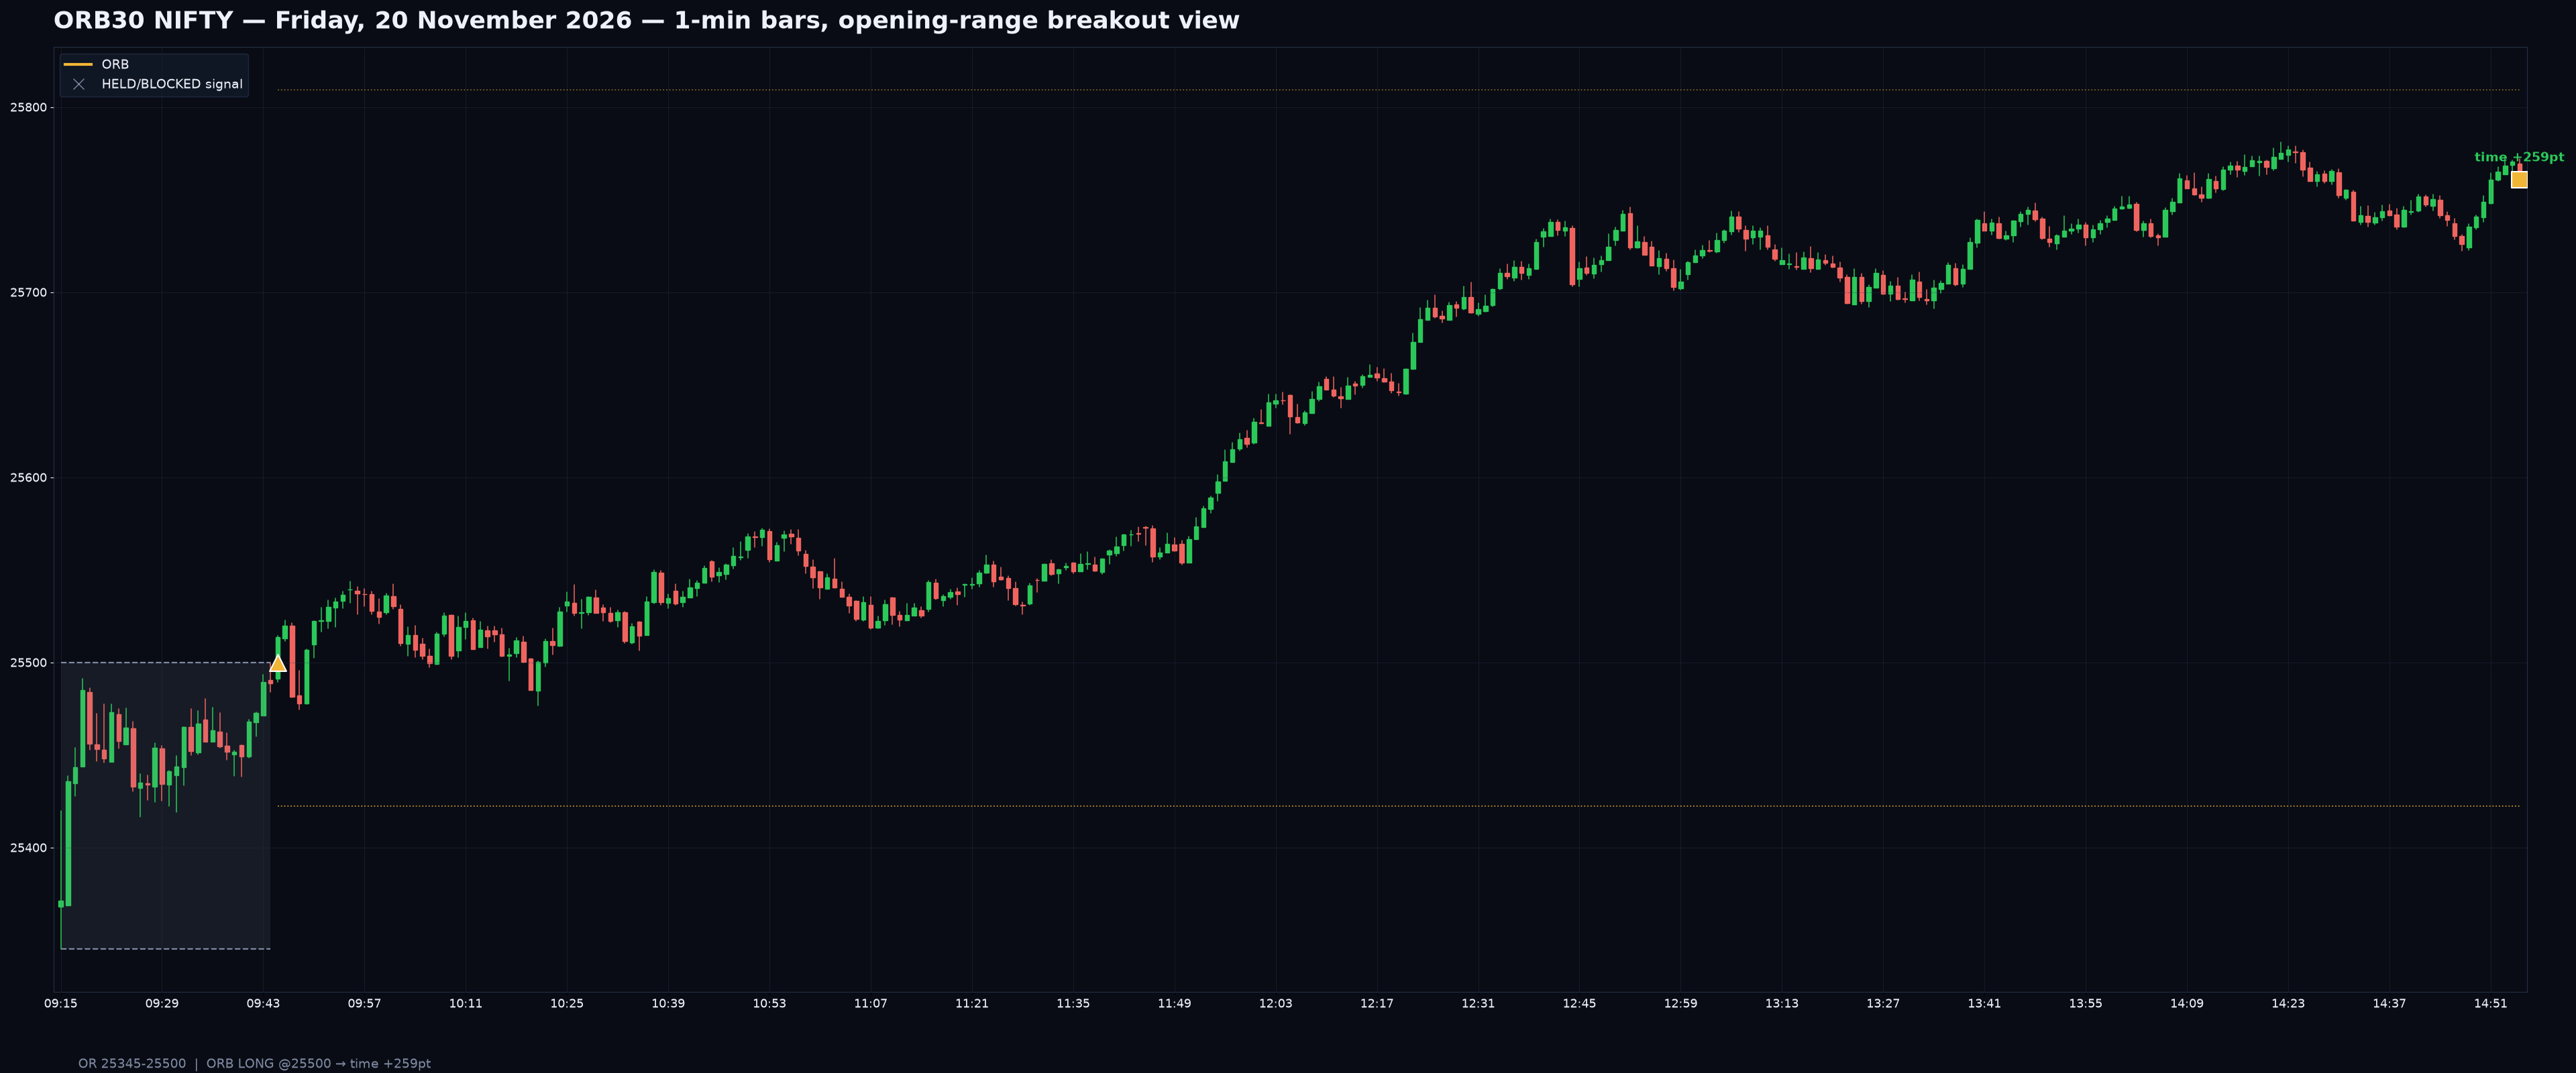 ORB30 NIFTY — Friday, 20 November 2026 — 1-min bars, opening-range breakout view
ORB
HELD/BLOCKED signal
25800
time +259pt
25700
25600
25500
25400
09:15 09:29 09:43 09:57 10:11 10:25 10:39 10:53 11:07 11:21 11:35 11:49 12:03 12:17 12:31 12:45 12:59 13:13 13:27 13:41 13:55 14:09 14:23 14:37 14:51
OR 25345-25500 | ORB LONG @25500 → time +259pt